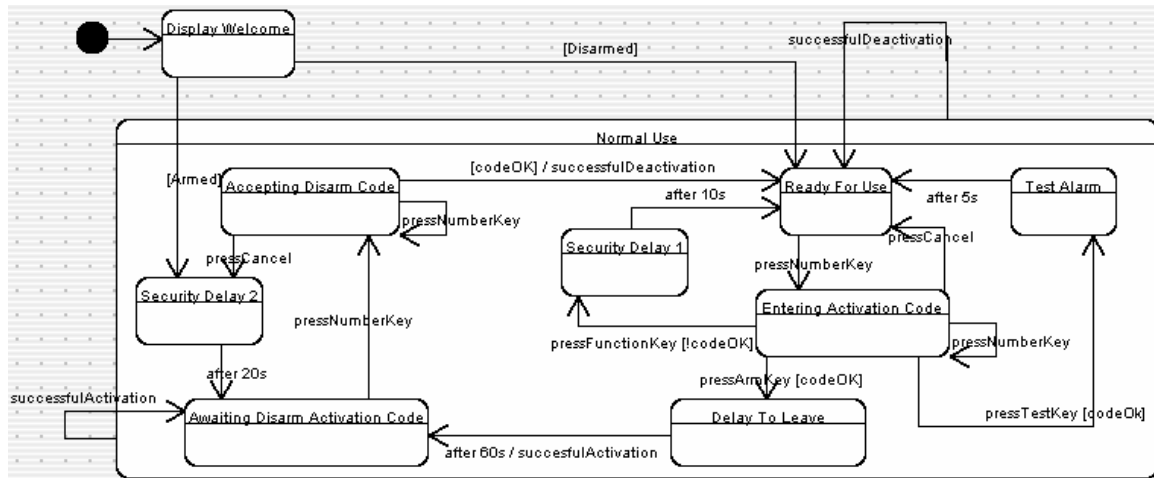 Display Welcome
[Disarmed]
successfulDeactivation
Normal Use
[Armed]
Accepting Disarm Code
[codeOK] / successfulDeactivation
Ready For Use
Test Alarm
after 10s
after 5s
pressNumberKey
pressCancel
Security Delay 1
pressCancel
pressNumberKey
Security Delay 2
Entering Activation Code
pressNumberKey
pressFunctionKey [!codeOK]
pressNumberKey
after 20s
pressArmKey [codeOK]
successfulActivation
Awaiting Disarm Activation Code
Delay To Leave
pressTestKey [codeOk]
after 60s / succesfulActivation